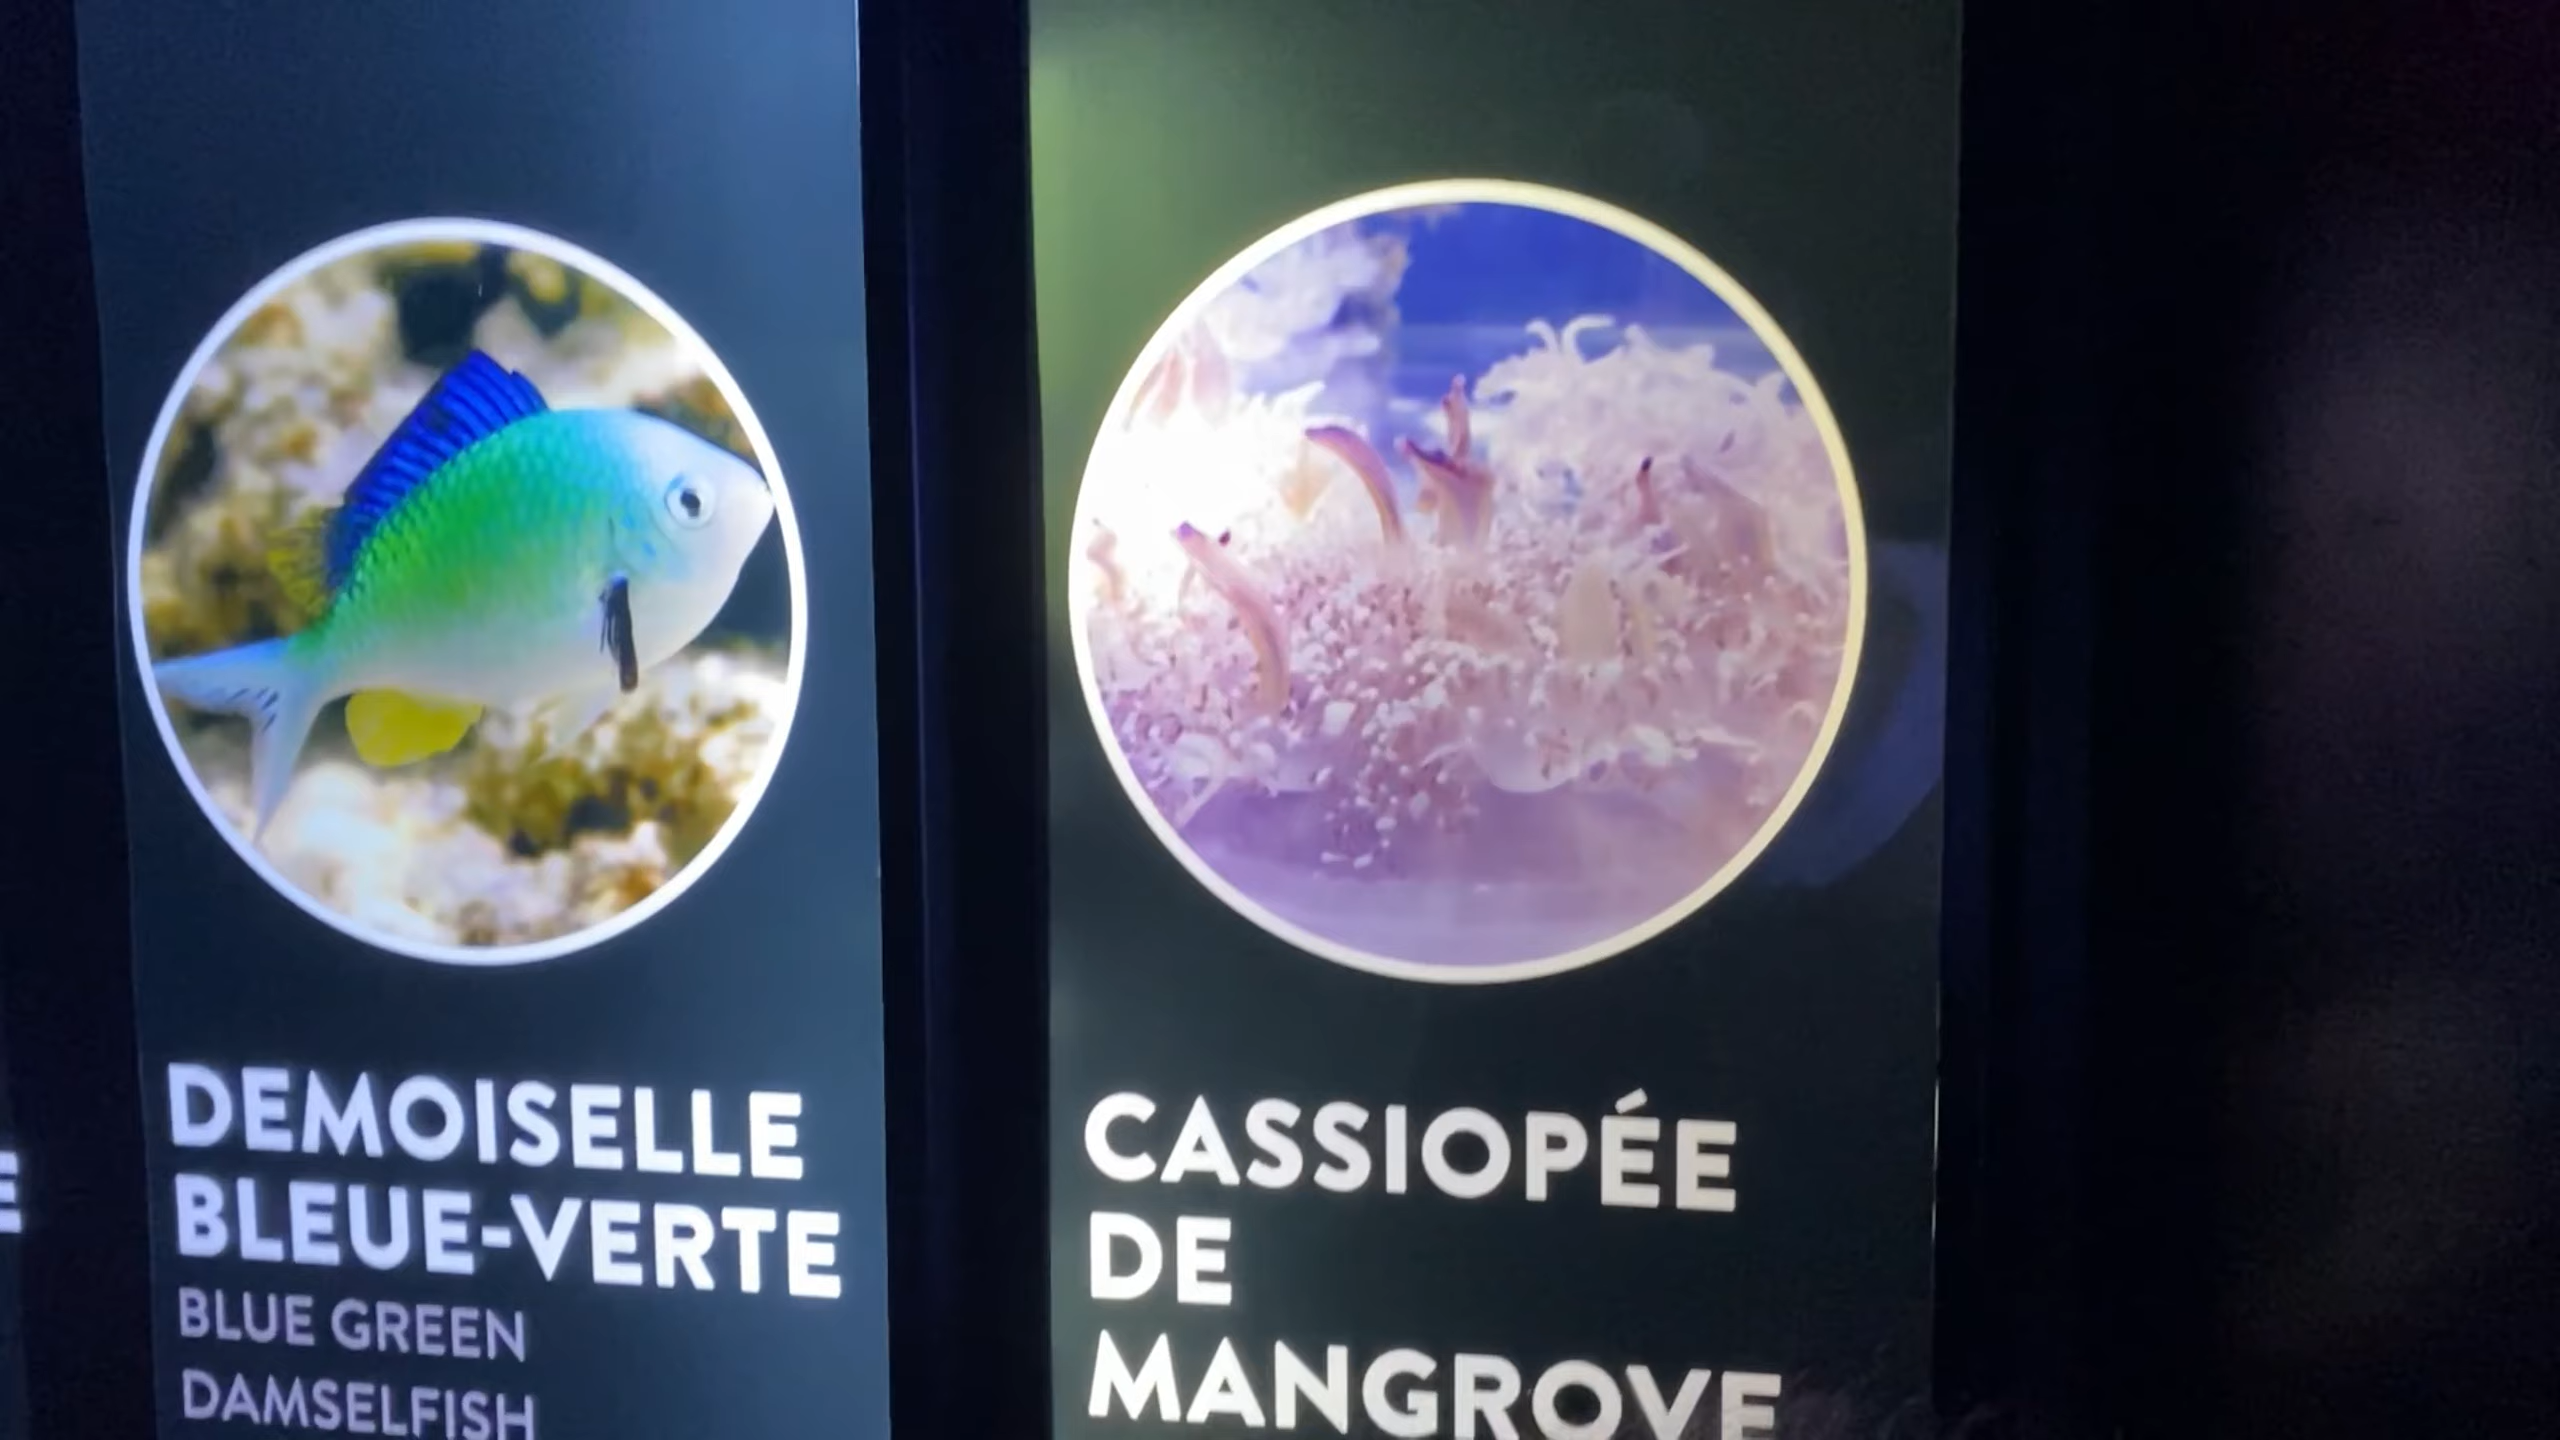 DEMOISELLE
BLEUE-VERTE
BLUE GREEN
DAMSELFISH
CASSIOPÉE
DE
MANGROVE